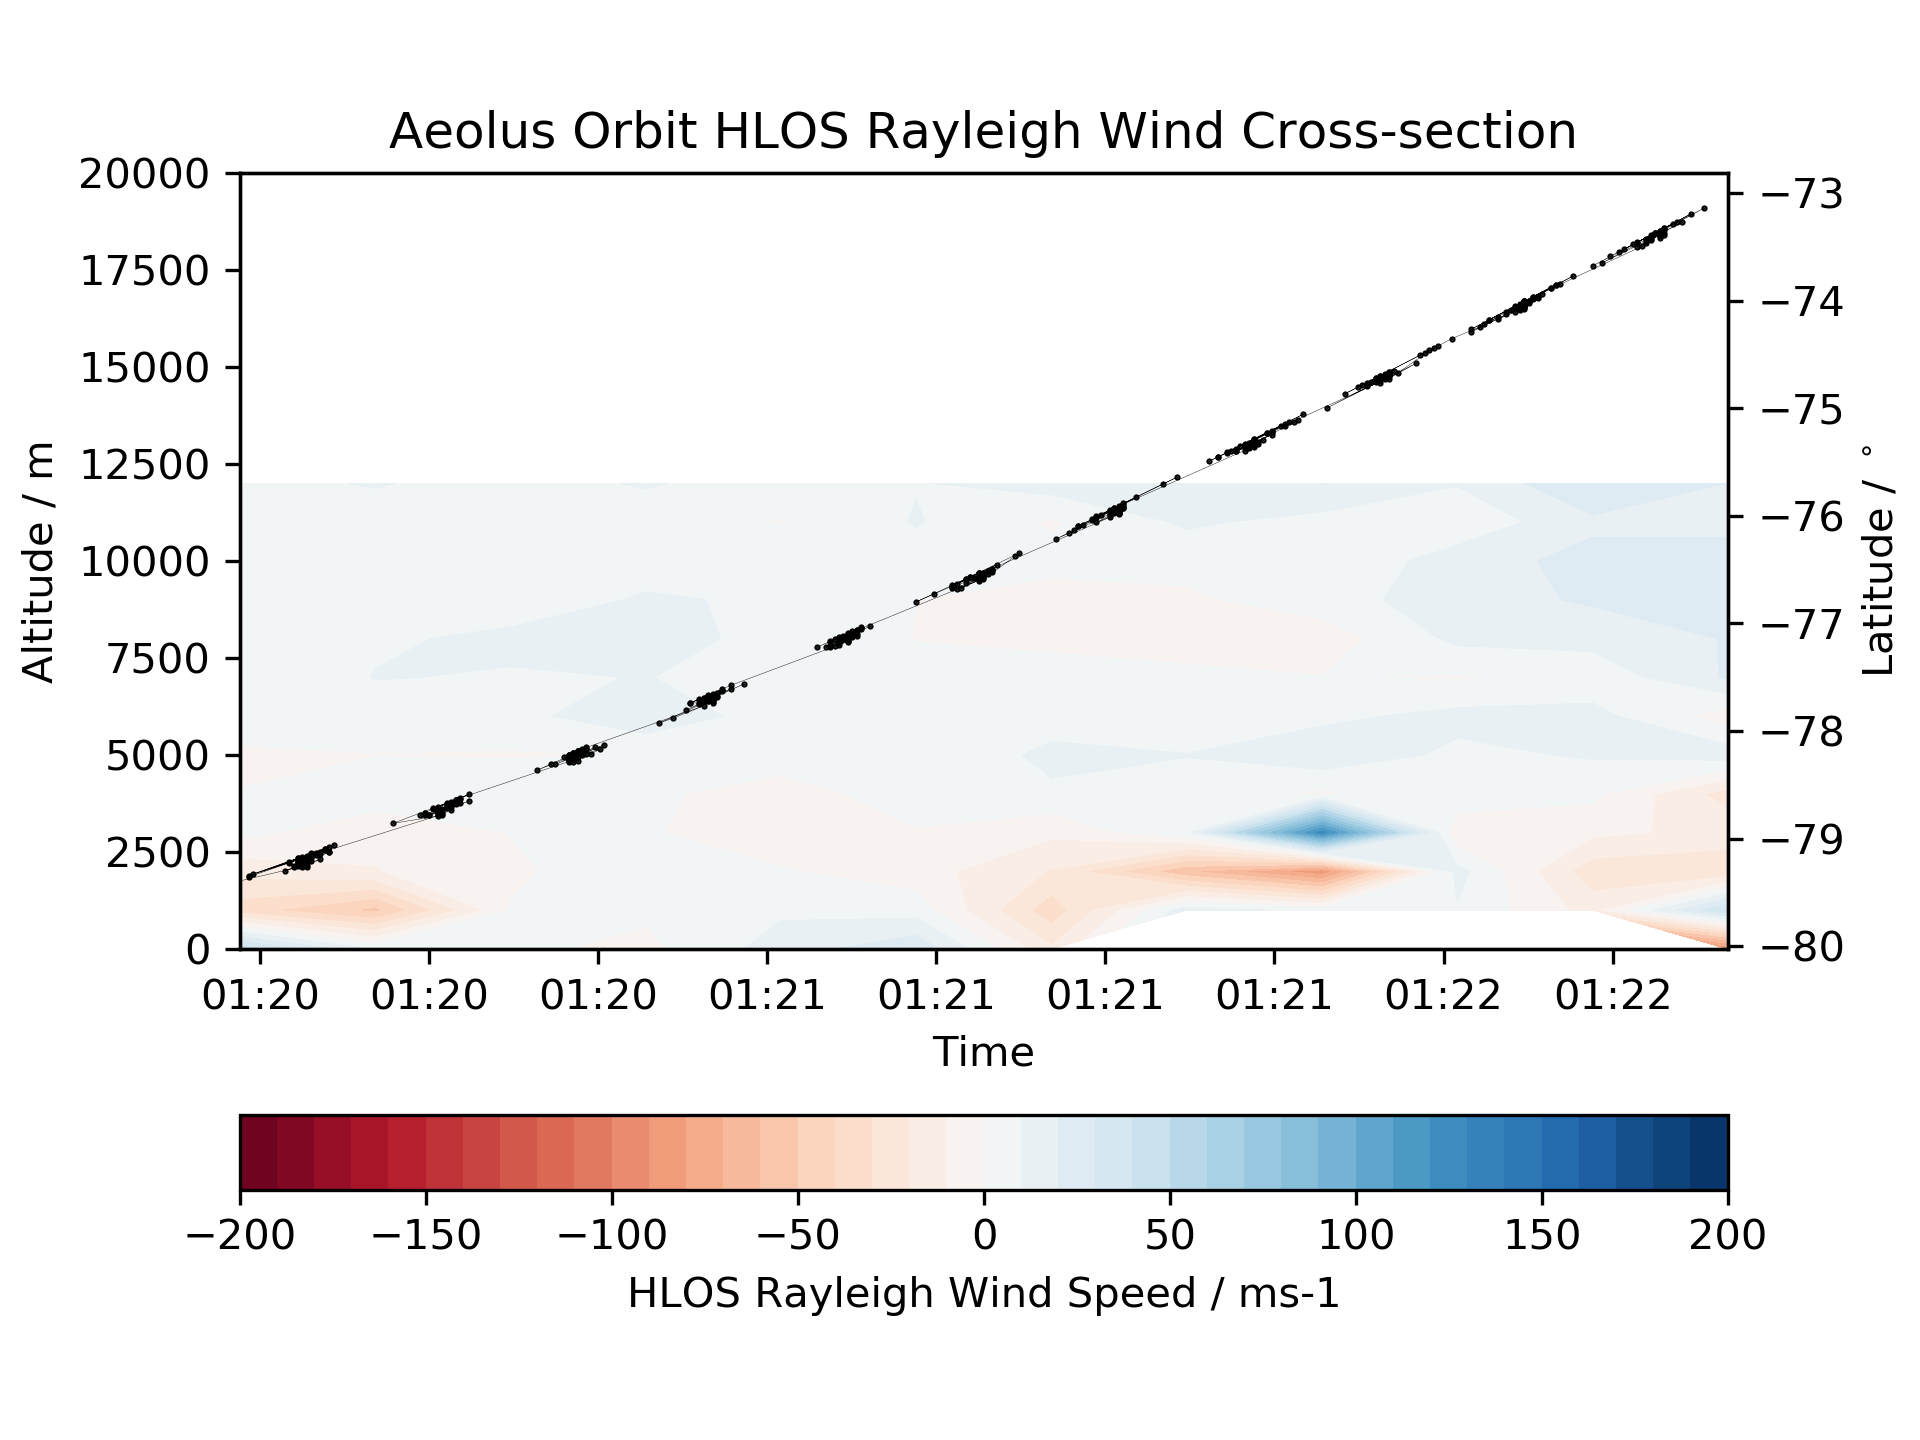 Aeolus Orbit HLOS Rayleigh Wind Cross-section
20000
17500
15000
12500
10000
7500
5000
2500
0
Altitude / m
−73
−74
−75
−76
−77
−78
−79
−80
Latitude / °
01:20 01:20 01:20 01:21 01:21 01:21 01:21 01:22 01:22
Time
−200 −150 −100 −50 0 50 100 150 200
HLOS Rayleigh Wind Speed / ms-1